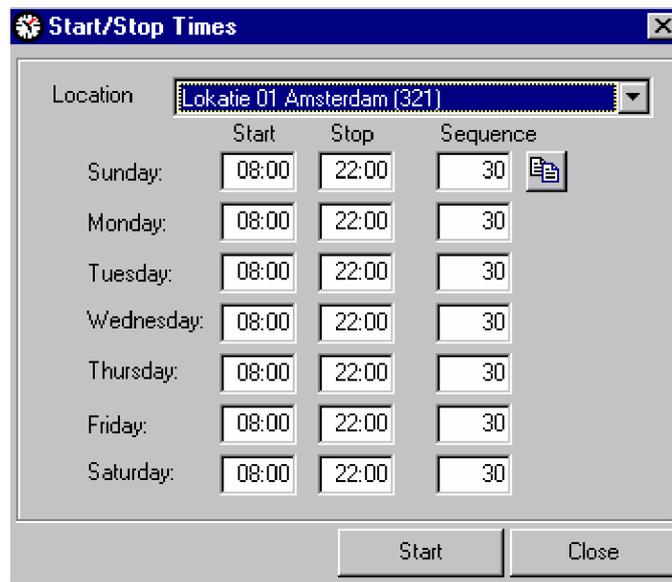 Start/Stop Times
Location Lokatie 01 Amsterdam (321)
Start Stop Sequence
Sunday: 08:00 22:00 30
Monday: 08:00 22:00 30
Tuesday: 08:00 22:00 30
Wednesday: 08:00 22:00 30
Thursday: 08:00 22:00 30
Friday: 08:00 22:00 30
Saturday: 08:00 22:00 30
Start Close